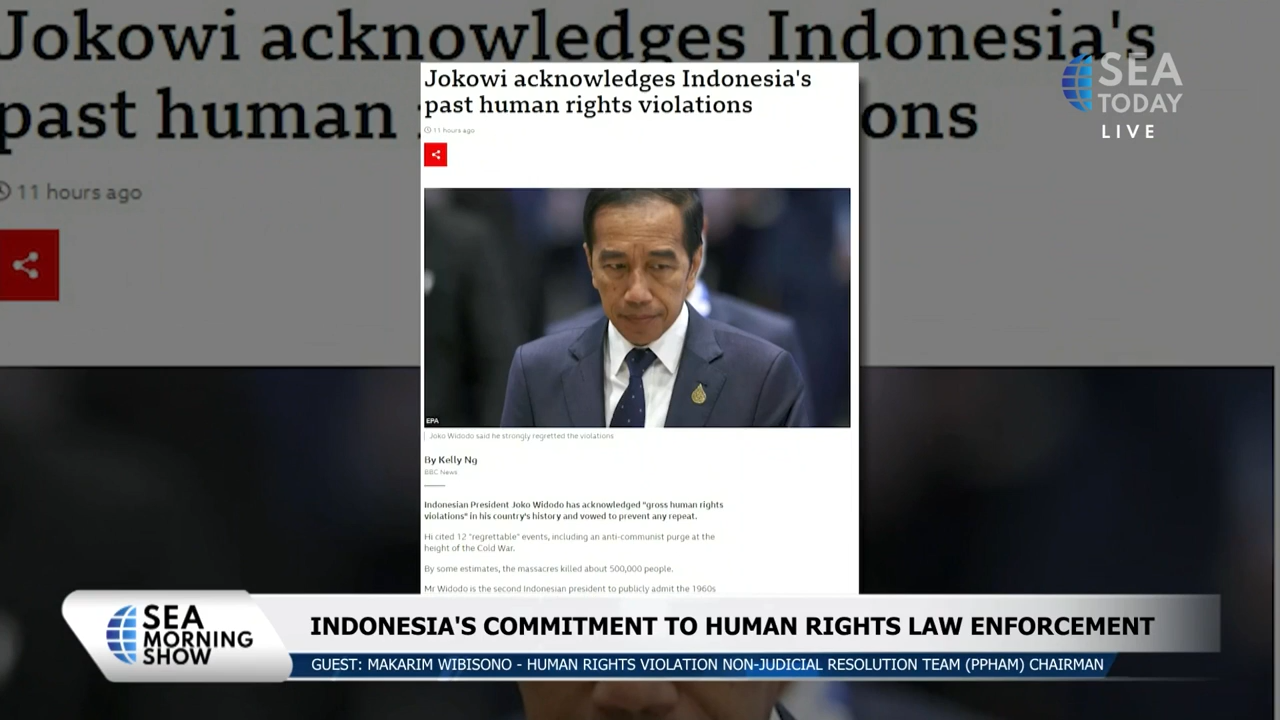 Jokowi acknowledges Indonesia's
past human ons
11 hours ago
SEA
TODAY
LIVE
Jokowi acknowledges Indonesia's
past human rights violations
11 hours ago
EPA
Joko Widodo said he strongly regretted the violations
By Kelly Ng
BBC News
Indonesian President Joko Widodo has acknowledged "gross human rights
violations" in his country's history and vowed to prevent any repeat.
Hi cited 12 "regrettable" events, including an anti-communist purge at the
height of the Cold War.
By some estimates, the massacres killed about 500,000 people.
Mr Widodo is the second Indonesian president to publicly admit the 1960s
SEA
MORNING
SHOW
INDONESIA'S COMMITMENT TO HUMAN RIGHTS LAW ENFORCEMENT
GUEST: MAKARIM WIBISONO - HUMAN RIGHTS VIOLATION NON-JUDICIAL RESOLUTION TEAM (PPHAM) CHAIRMAN